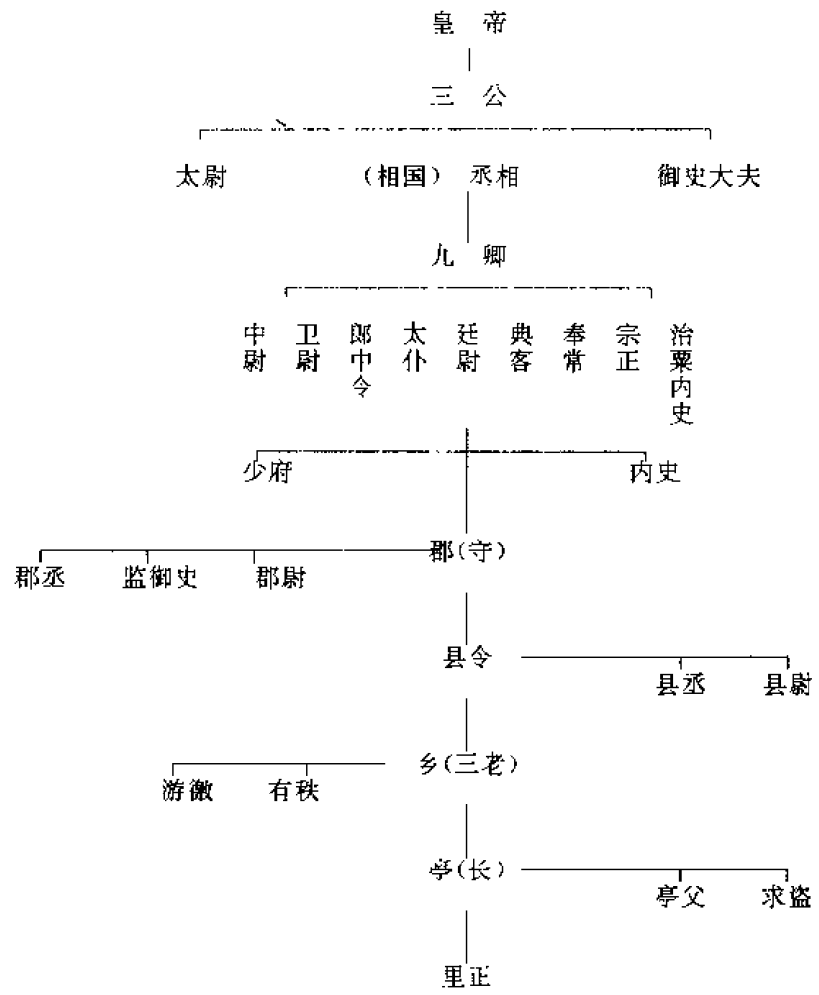 皇 帝
三 公
太尉 （相国） 丞相 御史大夫
九 卿
中尉 卫尉 郎中令 太仆 廷尉 典客 奉常 宗正 治粟内史
少府 内史
郡（守）
郡丞 监御史 郡尉
县令
县丞 县尉
乡（三老）
游徼 有秩
亭（长）
亭父 求盗
里正